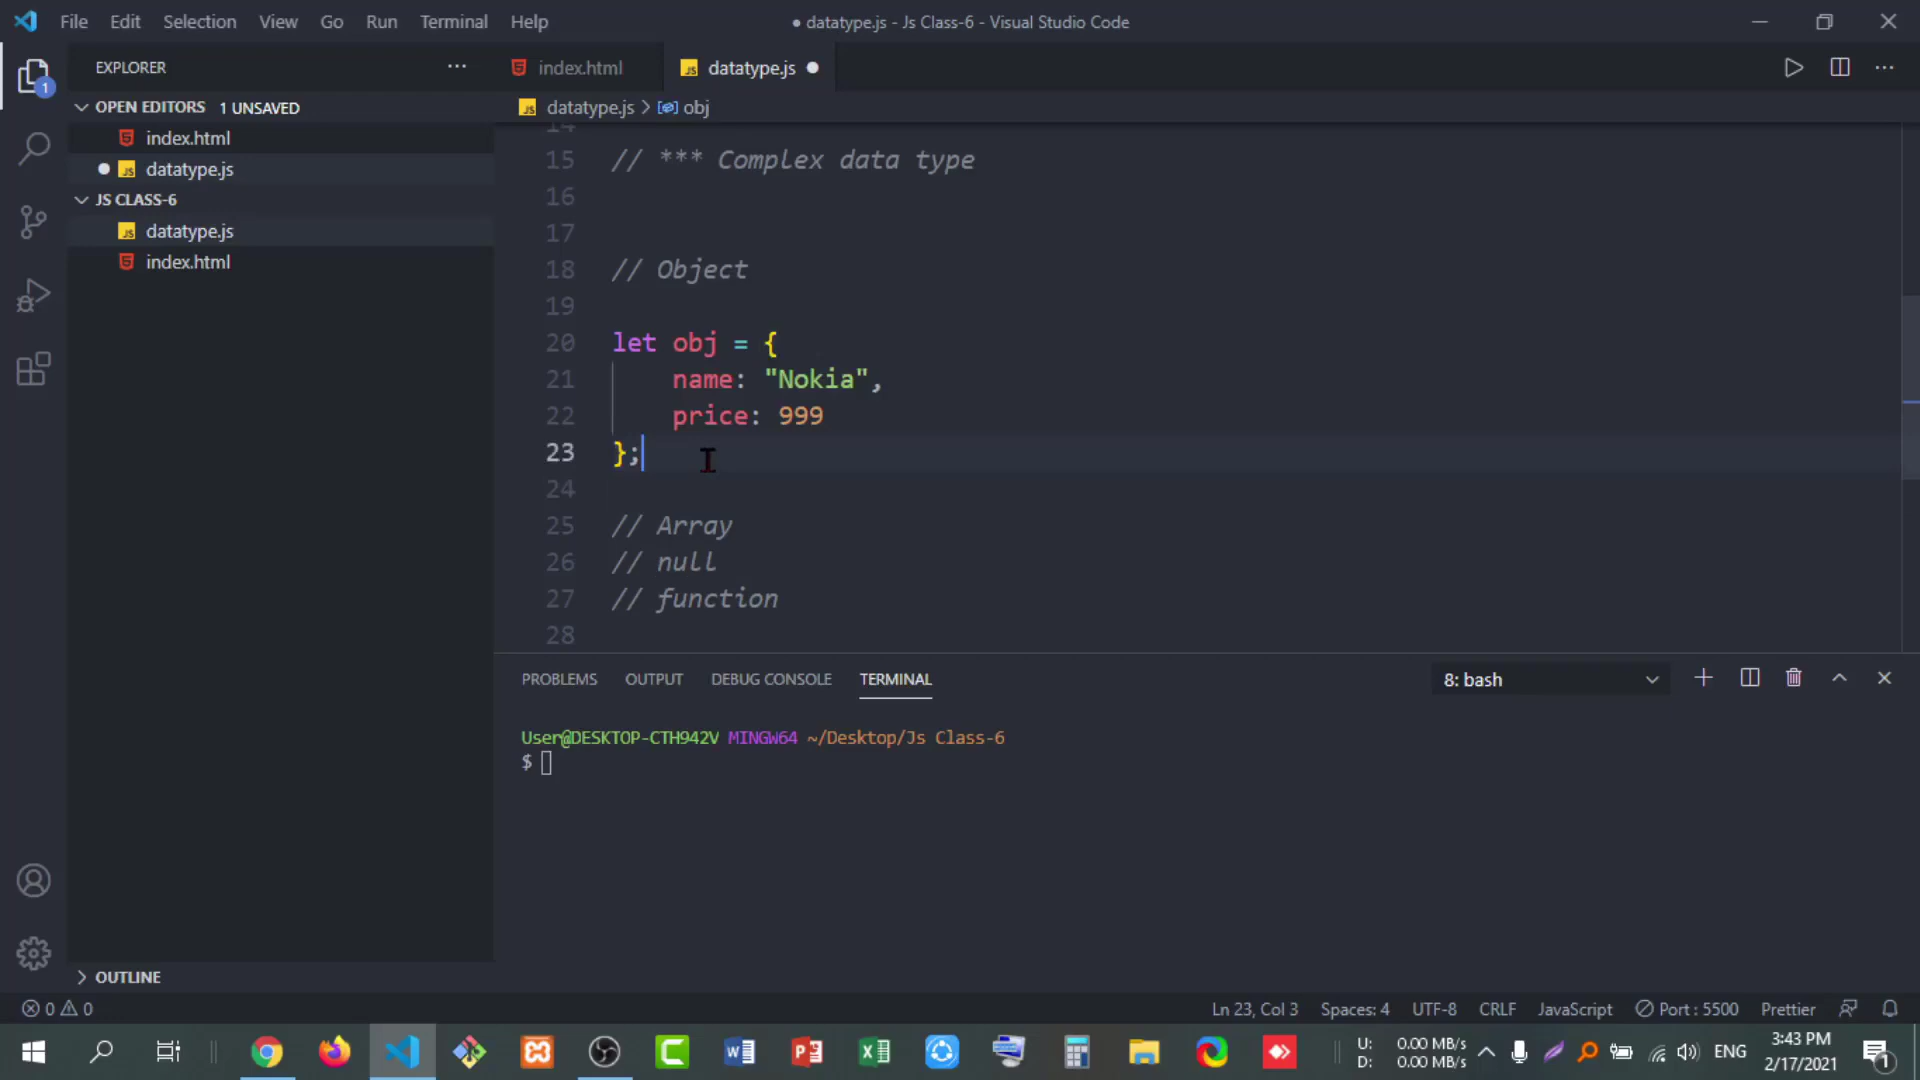 File Edit Selection View Go Run Terminal Help
● datatype.js - Js Class-6 - Visual Studio Code
EXPLORER
index.html
datatype.js
OPEN EDITORS 1 UNSAVED
datatype.js > obj
index.html
datatype.js
JS CLASS-6
datatype.js
index.html
14
15 // *** Complex data type
16
17
18 // Object
19
20 let obj = {
21 name: "Nokia",
22 price: 999
23 };
24
25 // Array
26 // null
27 // function
28
PROBLEMS OUTPUT DEBUG CONSOLE TERMINAL
8: bash
User@DESKTOP-CTH942V MINGW64 ~/Desktop/Js Class-6
$
OUTLINE
0 0
Ln 23, Col 3 Spaces: 4 UTF-8 CRLF JavaScript Port : 5500 Prettier
U: 0.00 MB/s
D: 0.00 MB/s
ENG
3:43 PM
2/17/2021
1